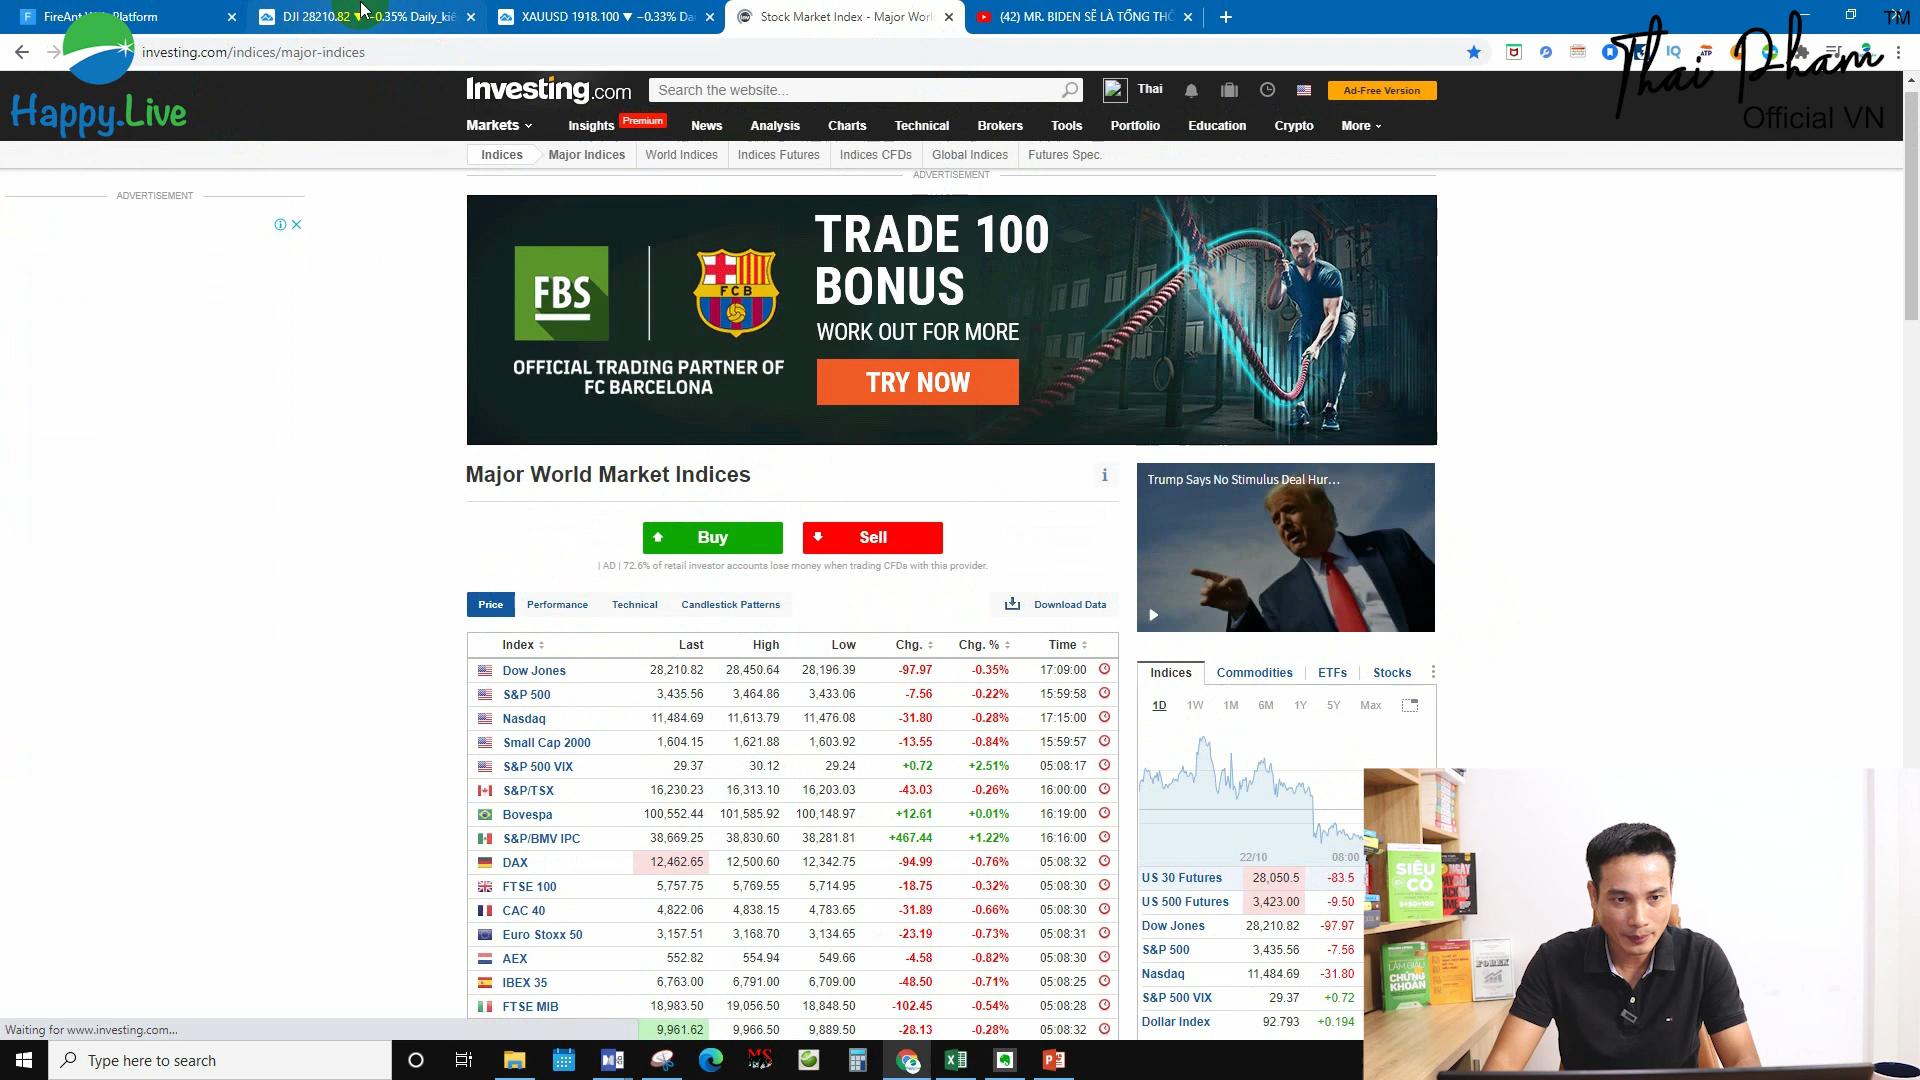 FireAnt Web Platform
DJI 28210.82 ▼ −0.35% Daily_kiê
XAUUSD 1918.100 ▼ −0.33% Dai
Stock Market Index - Major Worl
(42) MR. BIDEN SẼ LÀ TỔNG THỐ
investing.com/indices/major-indices
Happy.Live
Thai Pham
TM
Official VN
Investing.com
Search the website...
Thai
Ad-Free Version
Markets
Insights
Premium
News
Analysis
Charts
Technical
Brokers
Tools
Portfolio
Education
Crypto
More
Indices
Major Indices
World Indices
Indices Futures
Indices CFDs
Global Indices
Futures Spec.
ADVERTISEMENT
ADVERTISEMENT
FBS
FCB
OFFICIAL TRADING PARTNER OF
FC BARCELONA
TRADE 100
BONUS
WORK OUT FOR MORE
TRY NOW
Major World Market Indices
Buy
Sell
| AD | 72.6% of retail investor accounts lose money when trading CFDs with this provider.
Price
Performance
Technical
Candlestick Patterns
Download Data
Index Last High Low Chg. Chg. % Time
Dow Jones 28,210.82 28,450.64 28,196.39 -97.97 -0.35% 17:09:00
S&P 500 3,435.56 3,464.86 3,433.06 -7.56 -0.22% 15:59:58
Nasdaq 11,484.69 11,613.79 11,476.08 -31.80 -0.28% 17:15:00
Small Cap 2000 1,604.15 1,621.88 1,603.92 -13.55 -0.84% 15:59:57
S&P 500 VIX 29.37 30.12 29.24 +0.72 +2.51% 05:08:17
S&P/TSX 16,230.23 16,313.10 16,203.03 -43.03 -0.26% 16:00:00
Bovespa 100,552.44 101,585.92 100,148.97 +12.61 +0.01% 16:19:00
S&P/BMV IPC 38,669.25 38,830.60 38,281.81 +467.44 +1.22% 16:16:00
DAX 12,462.65 12,500.60 12,342.75 -94.99 -0.76% 05:08:32
FTSE 100 5,757.75 5,769.55 5,714.95 -18.75 -0.32% 05:08:30
CAC 40 4,822.06 4,838.15 4,783.65 -31.89 -0.66% 05:08:30
Euro Stoxx 50 3,157.51 3,168.70 3,134.65 -23.19 -0.73% 05:08:31
AEX 552.82 554.94 549.66 -4.58 -0.82% 05:08:30
IBEX 35 6,763.00 6,791.00 6,709.00 -48.50 -0.71% 05:08:25
FTSE MIB 18,983.50 19,056.50 18,848.50 -102.45 -0.54% 05:08:28
9,961.62 9,966.50 9,889.50 -28.13 -0.28% 05:08:32
Trump Says No Stimulus Deal Hur…
Indices
Commodities
ETFs
Stocks
1D 1W 1M 6M 1Y 5Y Max
22/10 08:00
US 30 Futures 28,050.5 -83.5
US 500 Futures 3,423.00 -9.50
Dow Jones 28,210.82 -97.97
S&P 500 3,435.56 -7.56
Nasdaq 11,484.69 -31.80
S&P 500 VIX 29.37 +0.72
Dollar Index 92.793 +0.194
SIÊU
CỔ
LÀM GIÀU
CHỨNG
KHOÁN
FOREX
Waiting for www.investing.com...
Type here to search